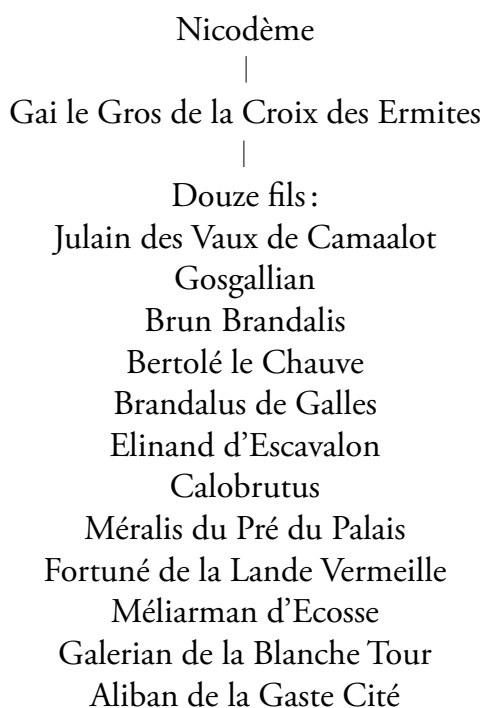 Nicodème
Gai le Gros de la Croix des Ermites
Douze fils :
Julain des Vaux de Camaalot
Gosgallian
Brun Brandalis
Bertolé le Chauve
Brandalus de Galles
Elinand d’Escavalon
Calobrutus
Méralis du Pré du Palais
Fortuné de la Lande Vermeille
Méliarman d’Ecosse
Galerian de la Blanche Tour
Aliban de la Gaste Cité